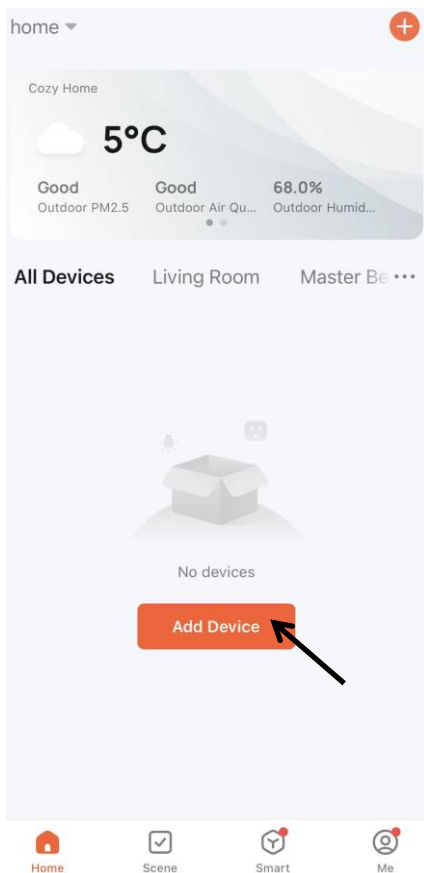 home
Cozy Home
5°C
Good Good 68.0%
Outdoor PM2.5 Outdoor Air Qu... Outdoor Humid...
All Devices Living Room Master Be ...
No devices
Add Device
Home Scene Smart Me